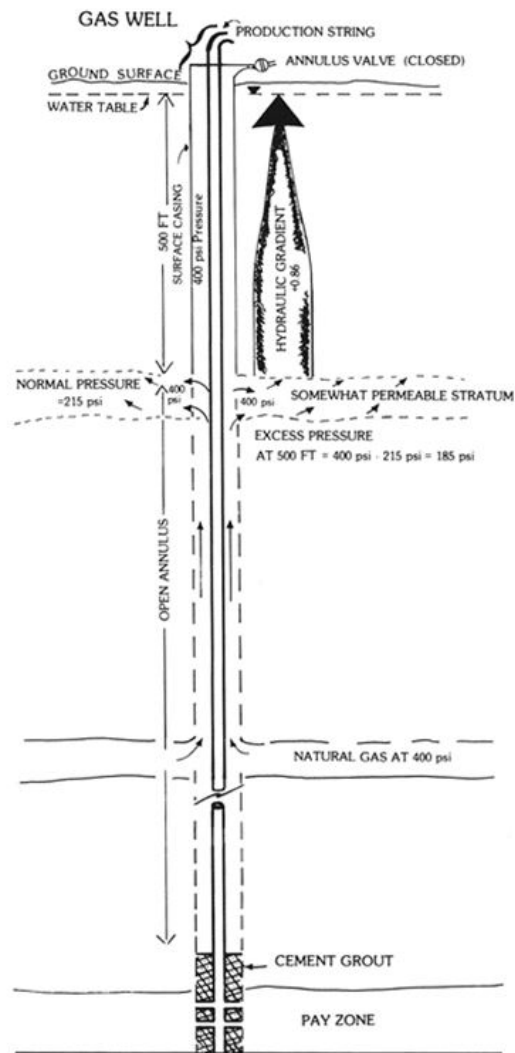 GAS WELL
PRODUCTION STRING
ANNULUS VALVE (CLOSED)
GROUND SURFACE
WATER TABLE
500 FT
SURFACE CASING
400 psi Pressure
HYDRAULIC GRADIENT
+0.86
NORMAL PRESSURE
=215 psi
400
psi
400 psi
SOMEWHAT PERMEABLE STRATUM
EXCESS PRESSURE
AT 500 FT = 400 psi - 215 psi = 185 psi
OPEN ANNULUS
NATURAL GAS AT 400 psi
CEMENT GROUT
PAY ZONE